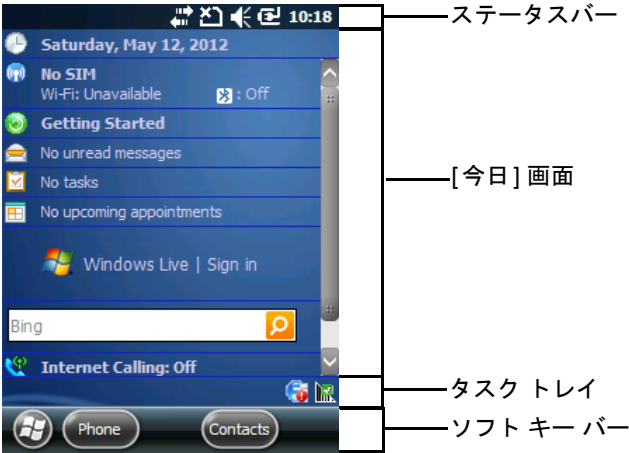 10:18
ステータスバー
Saturday, May 12, 2012
No SIM
Wi-Fi: Unavailable : Off
Getting Started
No unread messages
[今日] 画面
No tasks
No upcoming appointments
Windows Live | Sign in
Bing
Internet Calling: Off
タスク トレイ
Phone Contacts
ソフト キー バー